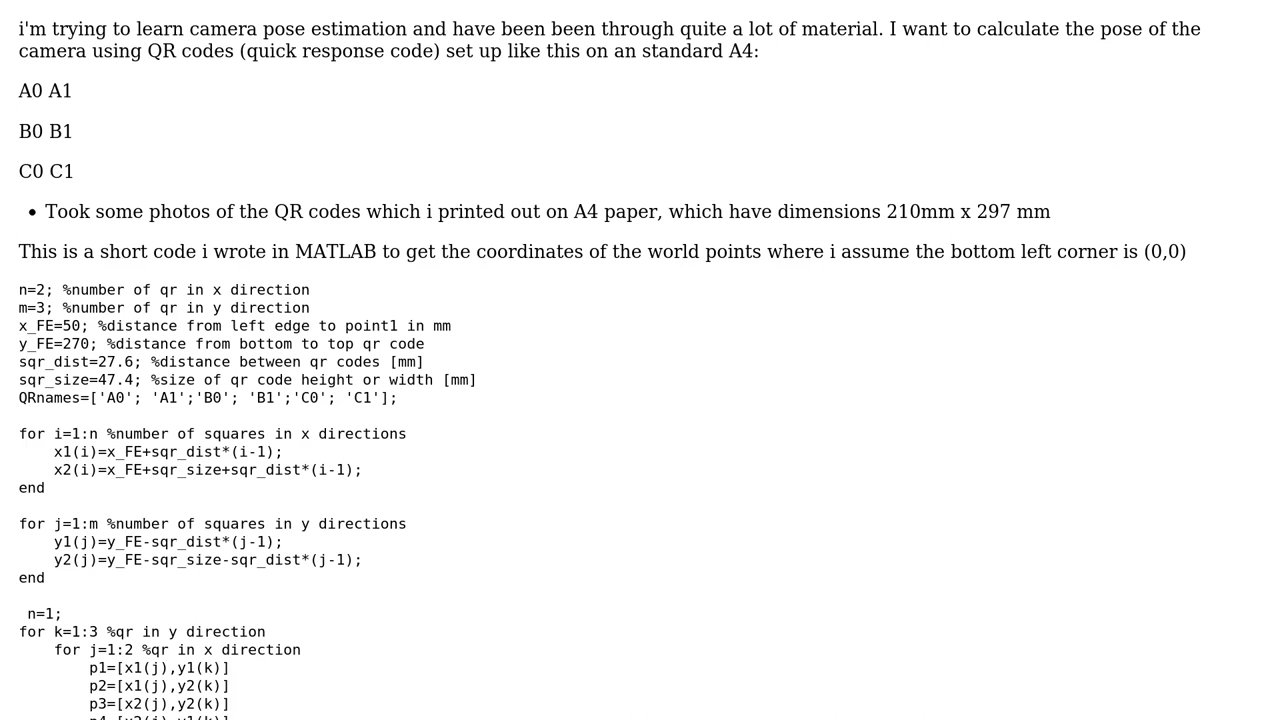 i'm trying to learn camera pose estimation and have been been through quite a lot of material. I want to calculate the pose of the
camera using QR codes (quick response code) set up like this on an standard A4:
A0 A1
B0 B1
C0 C1
• Took some photos of the QR codes which i printed out on A4 paper, which have dimensions 210mm x 297 mm
This is a short code i wrote in MATLAB to get the coordinates of the world points where i assume the bottom left corner is (0,0)
n=2; %number of qr in x direction
m=3; %number of qr in y direction
x_FE=50; %distance from left edge to point1 in mm
y_FE=270; %distance from bottom to top qr code
sqr_dist=27.6; %distance between qr codes [mm]
sqr_size=47.4; %size of qr code height or width [mm]
QRnames=['A0'; 'A1';'B0'; 'B1';'C0'; 'C1'];
for i=1:n %number of squares in x directions
    x1(i)=x_FE+sqr_dist*(i-1);
    x2(i)=x_FE+sqr_size+sqr_dist*(i-1);
end
for j=1:m %number of squares in y directions
    y1(j)=y_FE-sqr_dist*(j-1);
    y2(j)=y_FE-sqr_size-sqr_dist*(j-1);
end
 n=1;
for k=1:3 %qr in y direction
    for j=1:2 %qr in x direction
        p1=[x1(j),y1(k)]
        p2=[x1(j),y2(k)]
        p3=[x2(j),y2(k)]
        p4=[x2(j),y1(k)]